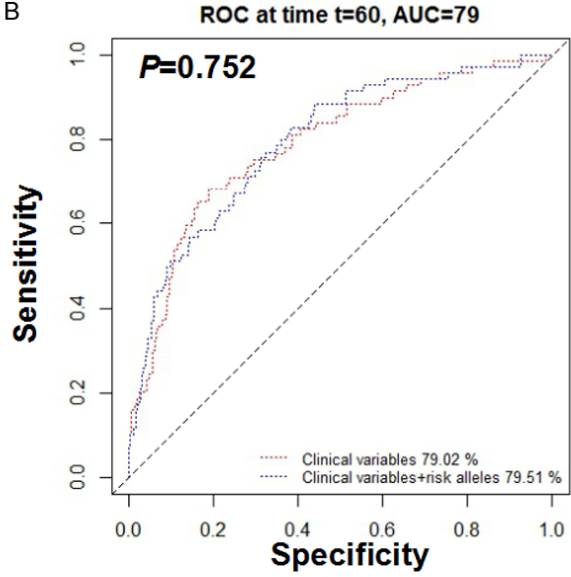 B
ROC at time t=60, AUC=79
P=0.752
1.0
0.8
0.6
0.4
0.2
0.0
Sensitivity
Clinical variables 79.02 %
Clinical variables+risk alleles 79.51 %
0.0 0.2 0.4 0.6 0.8 1.0
Specificity